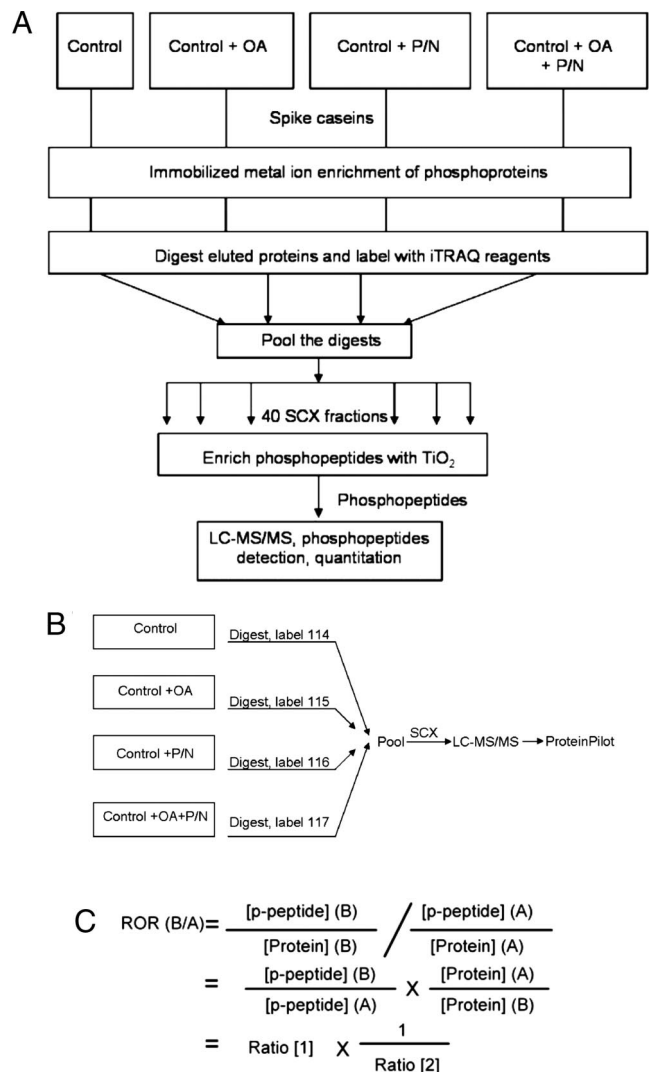 A
Control
Control + OA
Control + P/N
Control + OA
+ P/N
Spike caseins
Immobilized metal ion enrichment of phosphoproteins
Digest eluted proteins and label with iTRAQ reagents
Pool the digests
40 SCX fractions
Enrich phosphopeptides with TiO₂
Phosphopeptides
LC-MS/MS, phosphopeptides
detection, quantitation
B
Control
Digest, label 114
Control +OA
Digest, label 115
Control +P/N
Digest, label 116
Control +OA+P/N
Digest, label 117
Pool SCX LC-MS/MS ProteinPilot
C
ROR (B/A)= [p-peptide] (B) / [Protein] (B) / [p-peptide] (A) / [Protein] (A)
= [p-peptide] (B) / [p-peptide] (A) X [Protein] (A) / [Protein] (B)
= Ratio [1] X 1 / Ratio [2]